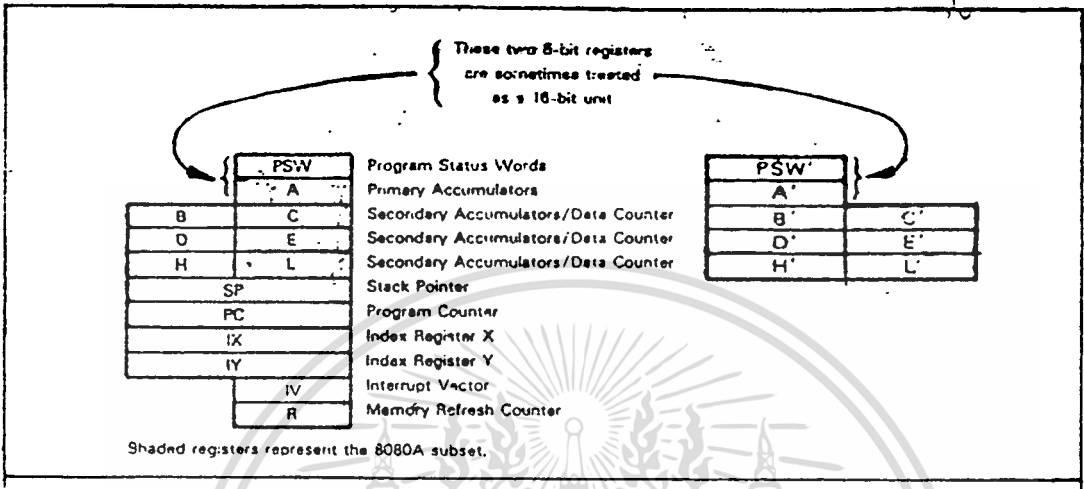 These two 8-bit registers
are sometimes treated
as a 16-bit unit
PSW Program Status Words PSW'
A Primary Accumulators A'
B C Secondary Accumulators/Data Counter B' C'
D E Secondary Accumulators/Data Counter D' E'
H L Secondary Accumulators/Data Counter H' L'
SP Stack Pointer
PC Program Counter
IX Index Register X
IY Index Register Y
IV Interrupt Vector
R Memory Refresh Counter
Shaded registers represent the 8080A subset.